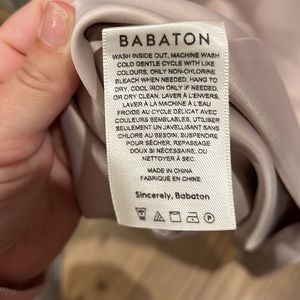 BABATON
WASH INSIDE OUT, MACHINE WASH
COLD GENTLE CYCLE WITH LIKE
COLOURS, ONLY NON-CHLORINE
BLEACH WHEN NEEDED, HANG TO
DRY, COOL IRON ONLY IF NEEDED,
OR DRY CLEAN. LAVER À L'ENVERS,
LAVER À LA MACHINE À L'EAU
FROIDE AU CYCLE DÉLICAT AVEC
COULEURS SEMBLABLES, UTILISER
SEULEMENT UN JAVELLISANT SANS
CHLORE AU BESOIN, SUSPENDRE
POUR SÉCHER, REPASSAGE
DOUX SI NÉCESSAIRE, OU
NETTOYER À SEC.
MADE IN CHINA
FABRIQUÉ EN CHINE
Sincerely, Babaton